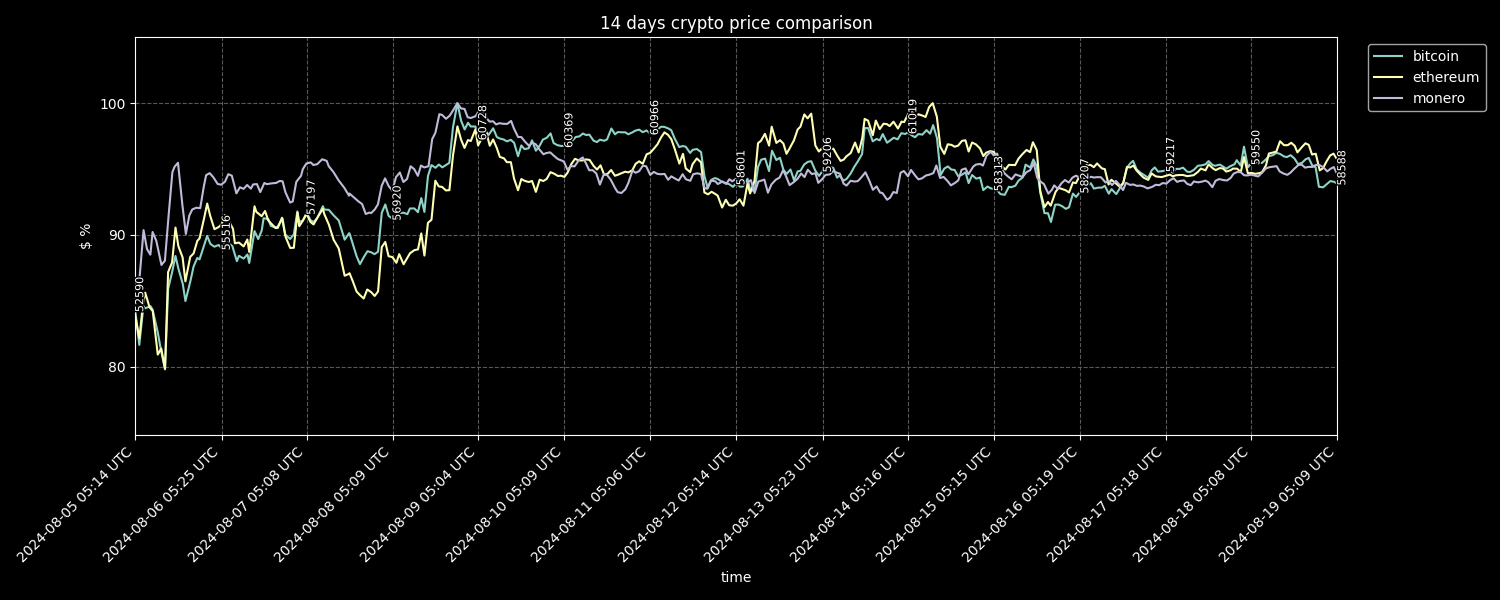 14 days crypto price comparison
bitcoin
ethereum
monero
$ %
100
90
80
52590
55516
57197
56920
60728
60369
60966
58601
59206
61019
58313
58207
59217
59550
58588
2024-08-05 05:14 UTC
2024-08-06 05:25 UTC
2024-08-07 05:08 UTC
2024-08-08 05:09 UTC
2024-08-09 05:04 UTC
2024-08-10 05:09 UTC
2024-08-11 05:06 UTC
2024-08-12 05:14 UTC
2024-08-13 05:23 UTC
2024-08-14 05:16 UTC
2024-08-15 05:15 UTC
2024-08-16 05:19 UTC
2024-08-17 05:18 UTC
2024-08-18 05:08 UTC
2024-08-19 05:09 UTC
time